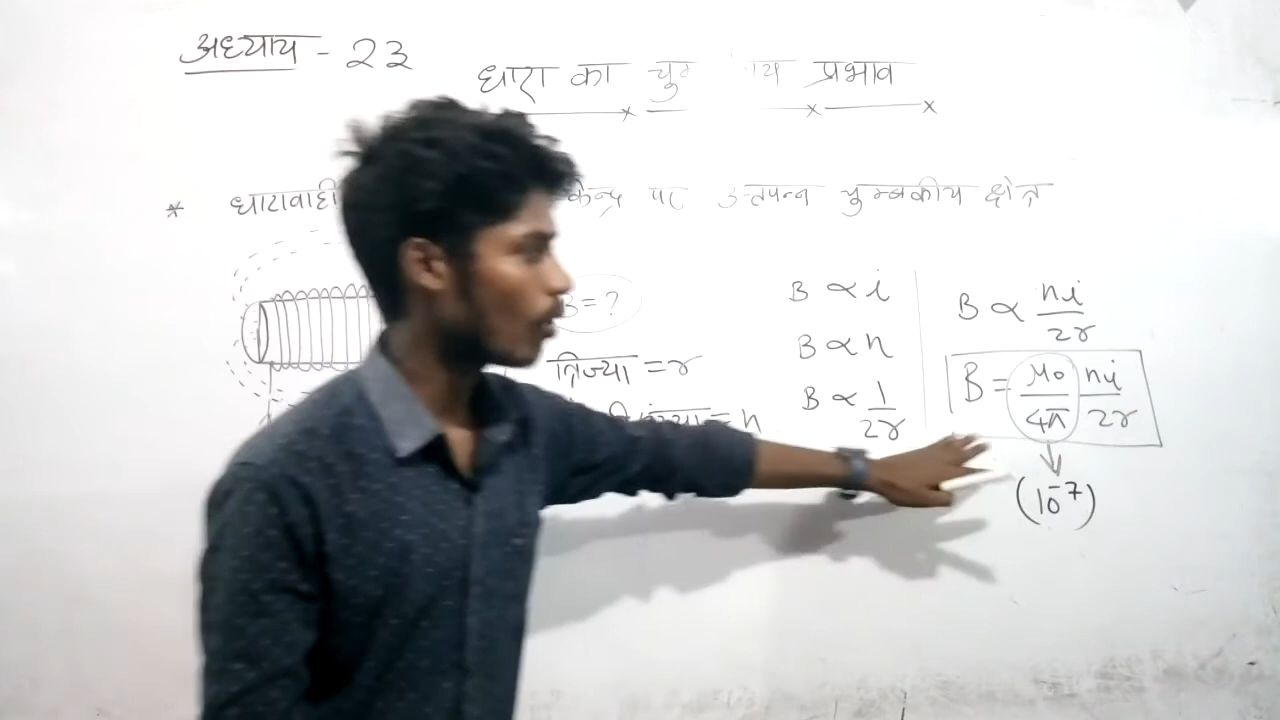 अध्याय - 23
धारा का प्रभाव
* धारावाही केन्द्र पर उत्पन्न चुम्बकीय क्षेत्र
B = ?
त्रिज्या = r
= n
B ∝ i
B ∝ n
B ∝ 1/2r
B ∝ ni/2r
B = μ0/4π ni/2r
(10⁻⁷)